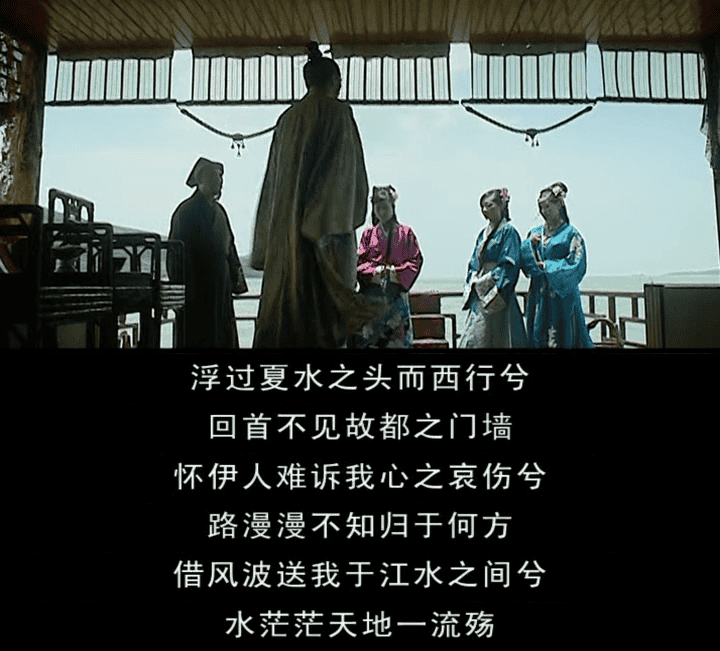 浮过夏水之头而西行兮
回首不见故都之门墙
怀伊人难诉我心之哀伤兮
路漫漫不知归于何方
借风波送我于江水之间兮
水茫茫天地一流殇